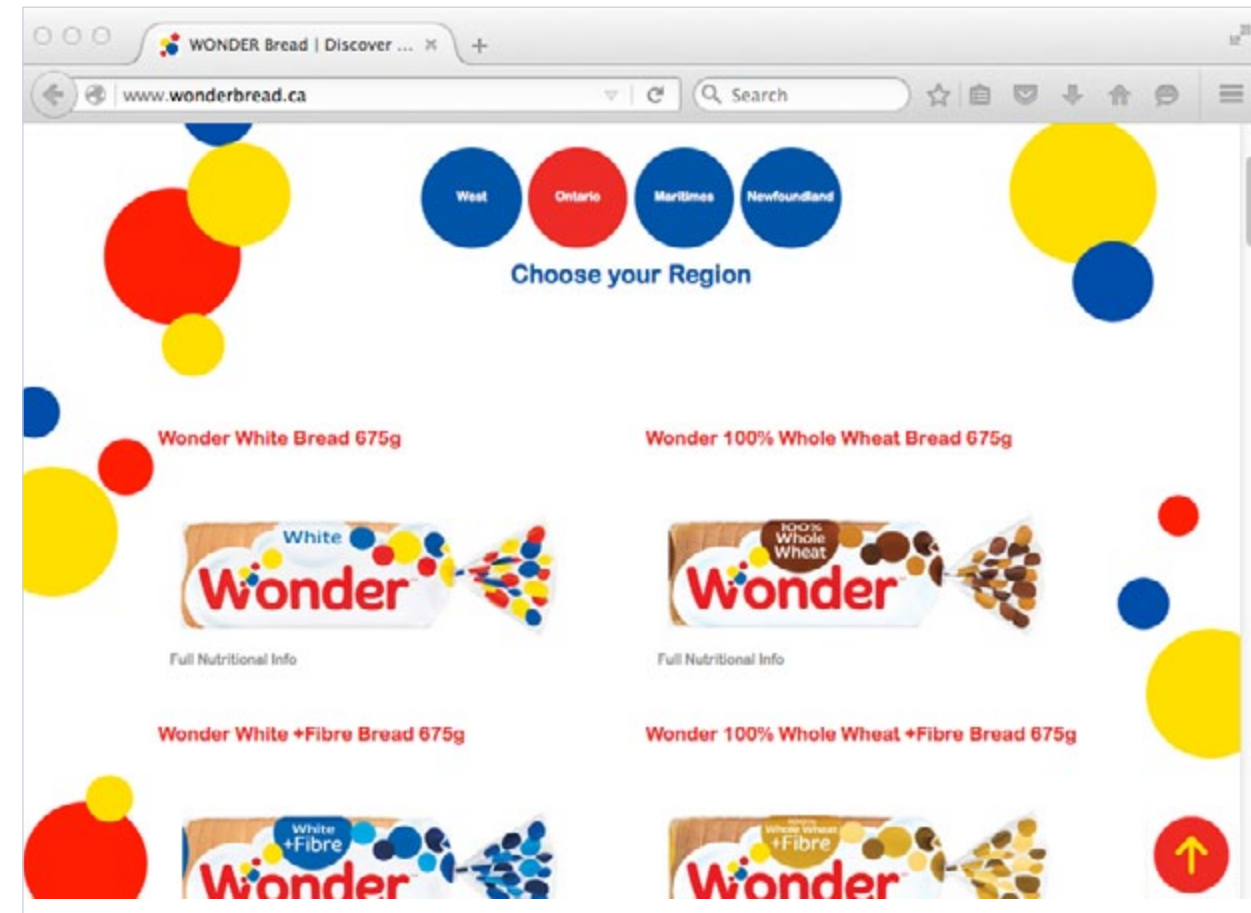 WONDER Bread | Discover ...
www.wonderbread.ca
Search
West
Ontario
Maritimes
Newfoundland
Choose your Region
Wonder White Bread 675g
Wonder 100% Whole Wheat Bread 675g
White
Wonder
100%
Whole
Wheat
Wonder
Full Nutritional Info
Full Nutritional Info
Wonder White +Fibre Bread 675g
Wonder 100% Whole Wheat +Fibre Bread 675g
White
+Fibre
Wonder
Whole Wheat
+Fibre
Wonder